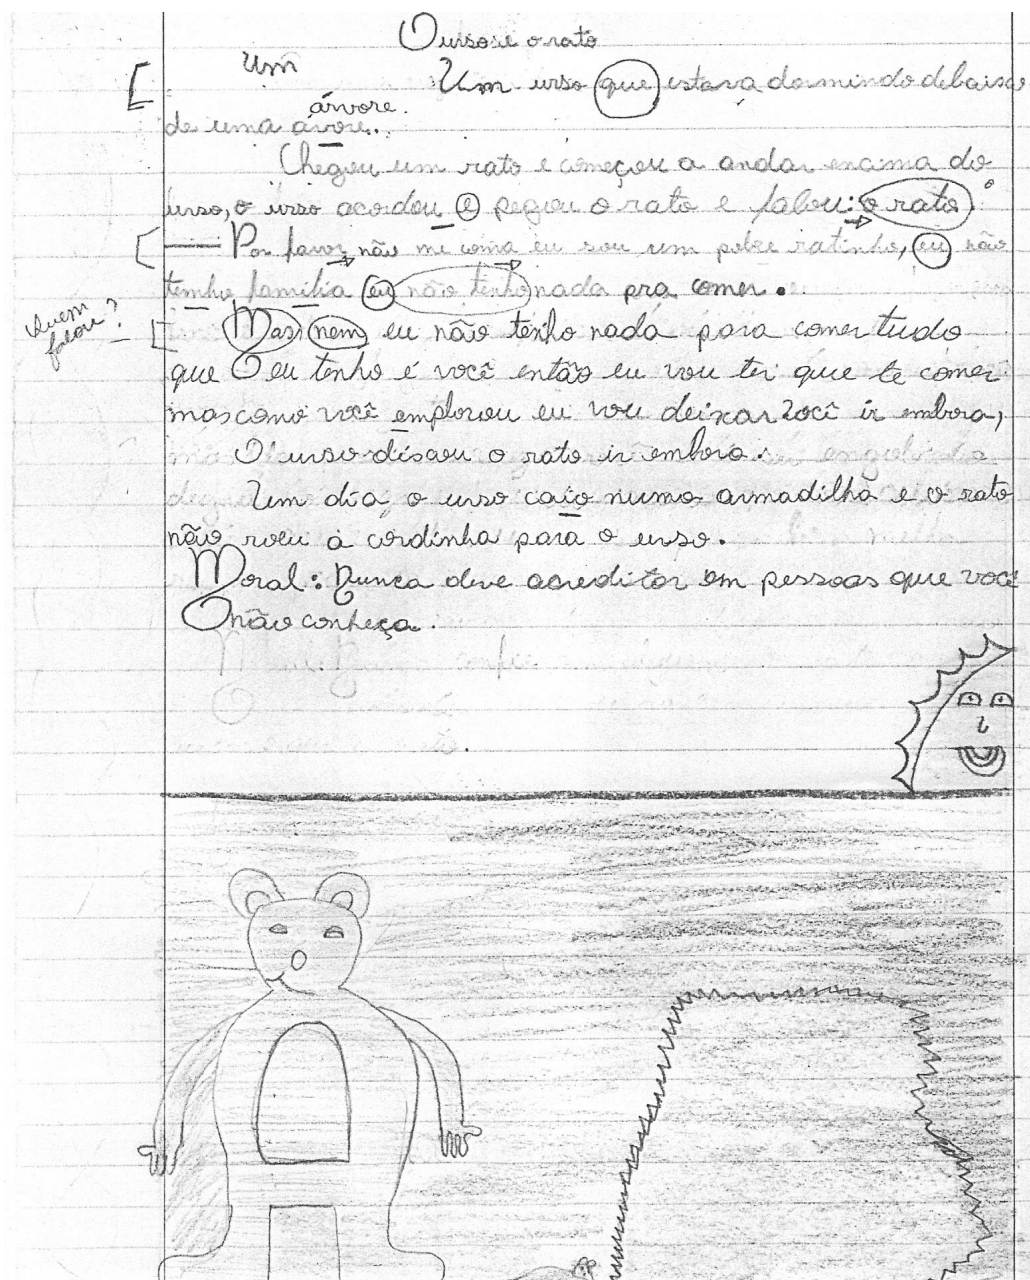 O urso e o rato
Um
Um urso que estava dormindo debaixo
árvore.
de uma ávore..
Chegou um rato e começou a andar encima do
urso, o urso acordou e pegou o rato e falou: o rato.
— Por favor não me coma eu sou um pobre ratinho, eu não
tenho família eu não tenho nada pra comer.
Quem falou?
Mas nem eu não tenho nada para comer tudo
que eu tenho é você então eu vou ter que te comer
mas como você emplorou eu vou deixar você ir embora,
O urso disaou o rato ir embora.
Um dia o urso caio numa armadilha e o rato
não roeu a cordinha para o urso.
Moral: Nunca deve acreditar em pessoas que você
não conheça.